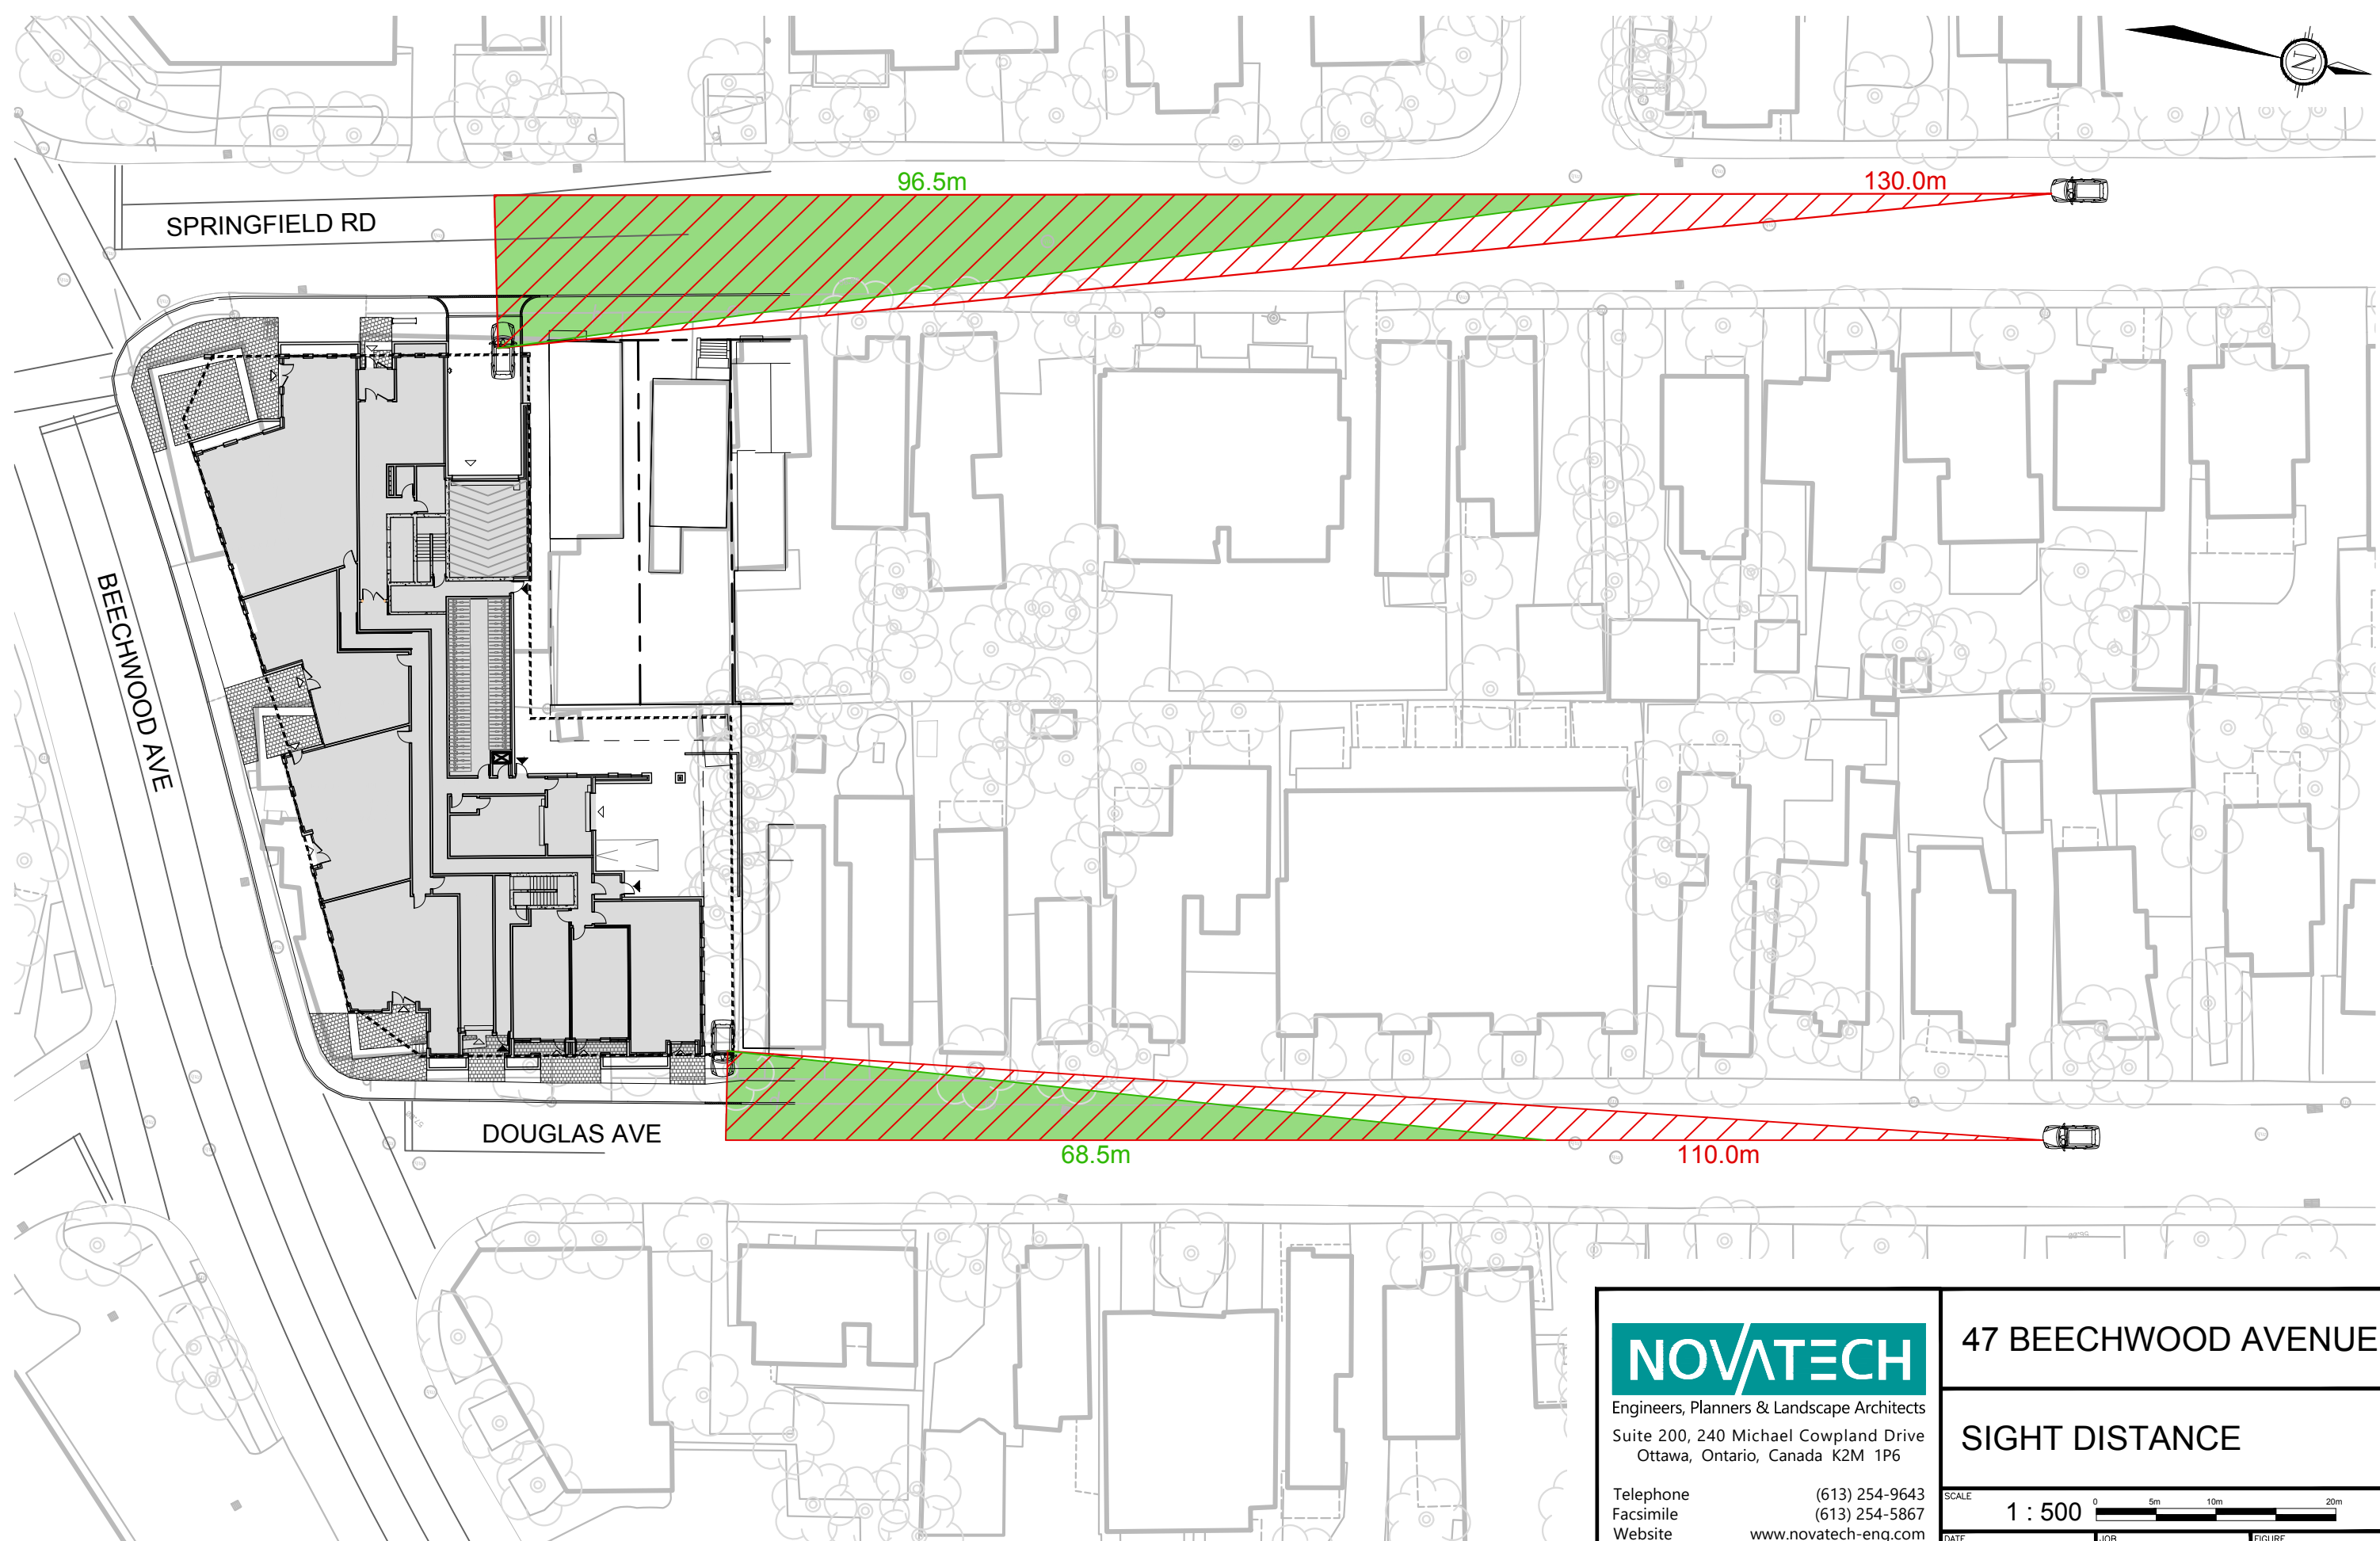 N
96.5m
130.0m
SPRINGFIELD RD
BEECHWOOD AVE
DOUGLAS AVE
68.5m
110.0m
NOVATECH
Engineers, Planners & Landscape Architects
Suite 200, 240 Michael Cowpland Drive
Ottawa, Ontario, Canada K2M 1P6
Telephone (613) 254-9643
Facsimile (613) 254-5867
Website www.novatech-eng.com
47 BEECHWOOD AVENUE
SIGHT DISTANCE
SCALE
1 : 500
0 5m 10m 20m
DATE JOB FIGURE